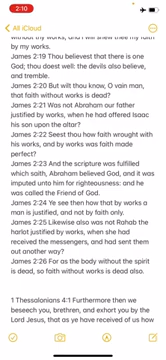 2:10
All iCloud
without thy works, and I will shew thee my faith
by my works.
James 2:19 Thou believest that there is one
God; thou doest well: the devils also believe, and
tremble.
James 2:20 But wilt thou know, O vain man,
that faith without works is dead?
James 2:21 Was not Abraham our father
justified by works, when he had offered Isaac
his son upon the altar?
James 2:22 Seest thou how faith wrought with
his works, and by works was faith made
perfect?
James 2:23 And the scripture was fulfilled
which saith, Abraham believed God, and it was
imputed unto him for righteousness: and he
was called the Friend of God.
James 2:24 Ye see then how that by works a
man is justified, and not by faith only.
James 2:25 Likewise also was not Rahab the
harlot justified by works, when she had
received the messengers, and had sent them
out another way?
James 2:26 For as the body without the spirit
is dead, so faith without works is dead also.
1 Thessalonians 4:1 Furthermore then we
beseech you, brethren, and exhort you by the
Lord Jesus, that as ye have received of us how